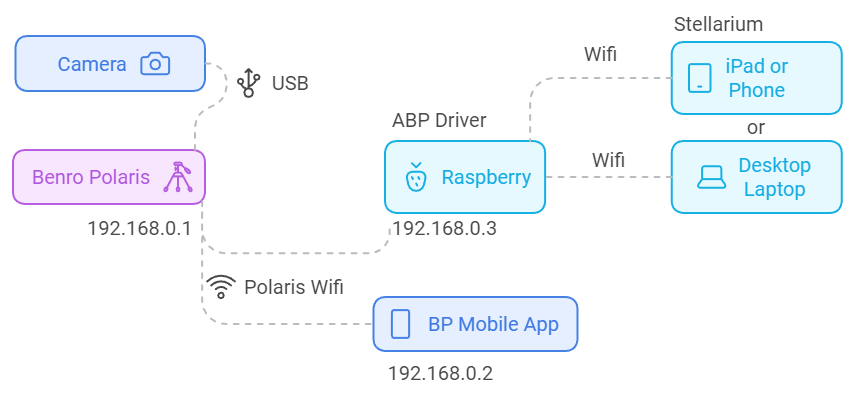 Stellarium
Camera
USB
Wifi
iPad or
Phone
ABP Driver
or
Benro Polaris
Raspberry
Wifi
Desktop
Laptop
192.168.0.1
192.168.0.3
Polaris Wifi
BP Mobile App
192.168.0.2